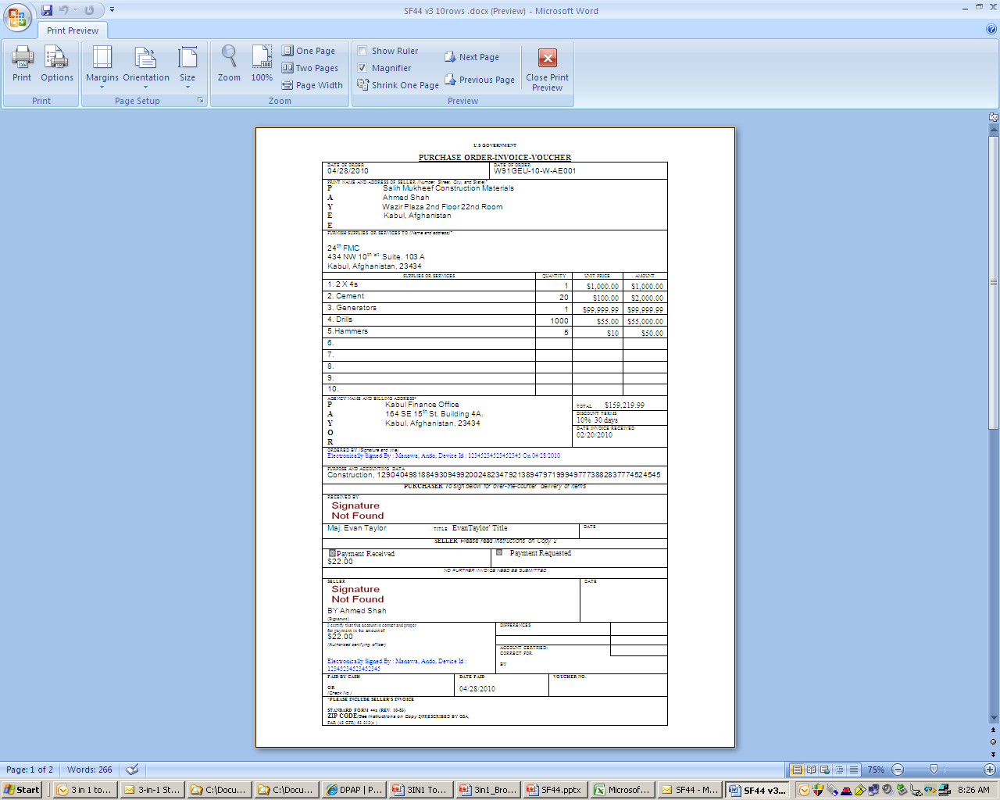 SF44 v3 10rows .docx (Preview) - Microsoft Word
Print Preview
Print
Options
Margins
Orientation
Size
Zoom
100%
One Page
Two Pages
Page Width
Show Ruler
Magnifier
Shrink One Page
Next Page
Previous Page
Close Print Preview
Print
Page Setup
Zoom
Preview
U.S GOVERNMENT
PURCHASE ORDER-INVOICE-VOUCHER
DATE OF ORDER
04/28/2010
DATE OF ORDER
W91GEU-10-W-AE001
PRINT NAME AND ADDRESS OF SELLER (Number, Street, City, and State)*
P Salih Mukheef Construction Materials
A Ahmed Shah
Y Wazir Plaza 2nd Floor 22nd Room
E Kabul, Afghanistan
E
FURNISH SUPPLIES OR SERVICES TO (Name and address)*
24th FMC
434 NW 10th St. Suite. 103 A
Kabul, Afghanistan, 23434
SUPPLIES OR SERVICES QUANTITY UNIT PRICE AMOUNT
1. 2 X 4s 1 $1,000.00 $1,000.00
2. Cement 20 $100.00 $2,000.00
3. Generators 1 $99,999.99 $99,999.99
4. Drills 1000 $55.00 $55,000.00
5.Hammers 5 $10 $50.00
6.
7.
8.
9.
10.
AGENCY NAME AND BILLING ADDRESS*
P Kabul Finance Office
A 164 SE 15th St. Building 4A.
Y Kabul, Afghanistan, 23434
O
R
TOTAL $159,219.99
DISCOUNT TERMS
10% 30 days
DATE INVOICE RECEIVED
02/20/2010
ORDERED BY (Signature and title)
Electronically Signed By : Manawa, Ando, Device Id : 12345234523452345 On 04/28/2010
PURPOSE AND ACCOUNTING DATA
Construction, 12904049818849309499200248234792138947971999497773882837774524545
PURCHASER To sign below for over-the-counter delivery of items
RECEIVED BY
Signature
Not Found
Maj. Evan Taylor TITLE EvanTaylor' Title DATE
SELLER Please read instructions on Copy 2
Payment Received
$22.00
Payment Requested
NO FURTHER INVOICE NEED BE SUBMITTED
SELLER
Signature
Not Found
BY Ahmed Shah
(Signature)
DATE
I certify that this account is correct and proper
for payment in the amount of
$22.00
(Authorized certifying officer)
Electronically Signed By : Manawa, Ando, Device Id :
12345234523452345
DIFFERENCES
ACCOUNT CERTFIED:
CORRECT FOR
BY
PAID BY CASH
OR
(Check No.)
DATE PAID
04/28/2010
VOUCHER NO.
*PLEASE INCLUDE SELLER'S INVOICE
STANDARD FORM 44a (REV. 10-83)
ZIP CODE(See Instructions on Copy 2)PRESCRIBED BY GSA,
FAR (48 CFR) 53.213(c)
Page: 1 of 2
Words: 266
75%
Start
3 in 1 to...
3-in-1 St...
C:\Docu...
C:\Docu...
DPAP | P...
3IN1 To...
3in1_Bro...
SF44.pptx
Microsof...
SF44 - M...
SF44 v3...
8:26 AM